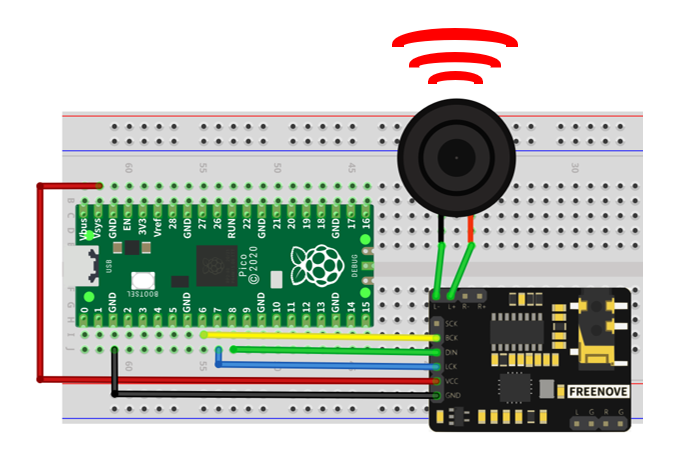 60
55
50
45
30
B
C
D
Vbus
Vsys
GND
EN
3V3
Vref
28
GND
27
26
RUN
22
GND
21
20
19
18
GND
17
16
USB
BOOTSEL
Pico
© 2020
DEBUG
F
G
H
I
J
0
1
GND
2
3
4
5
GND
6
7
8
9
GND
10
11
12
13
GND
14
15
60
55
L- L+ R- R+
SCK
BCK
DIN
LCK
VCC
GND
FREENOVE
L G R G